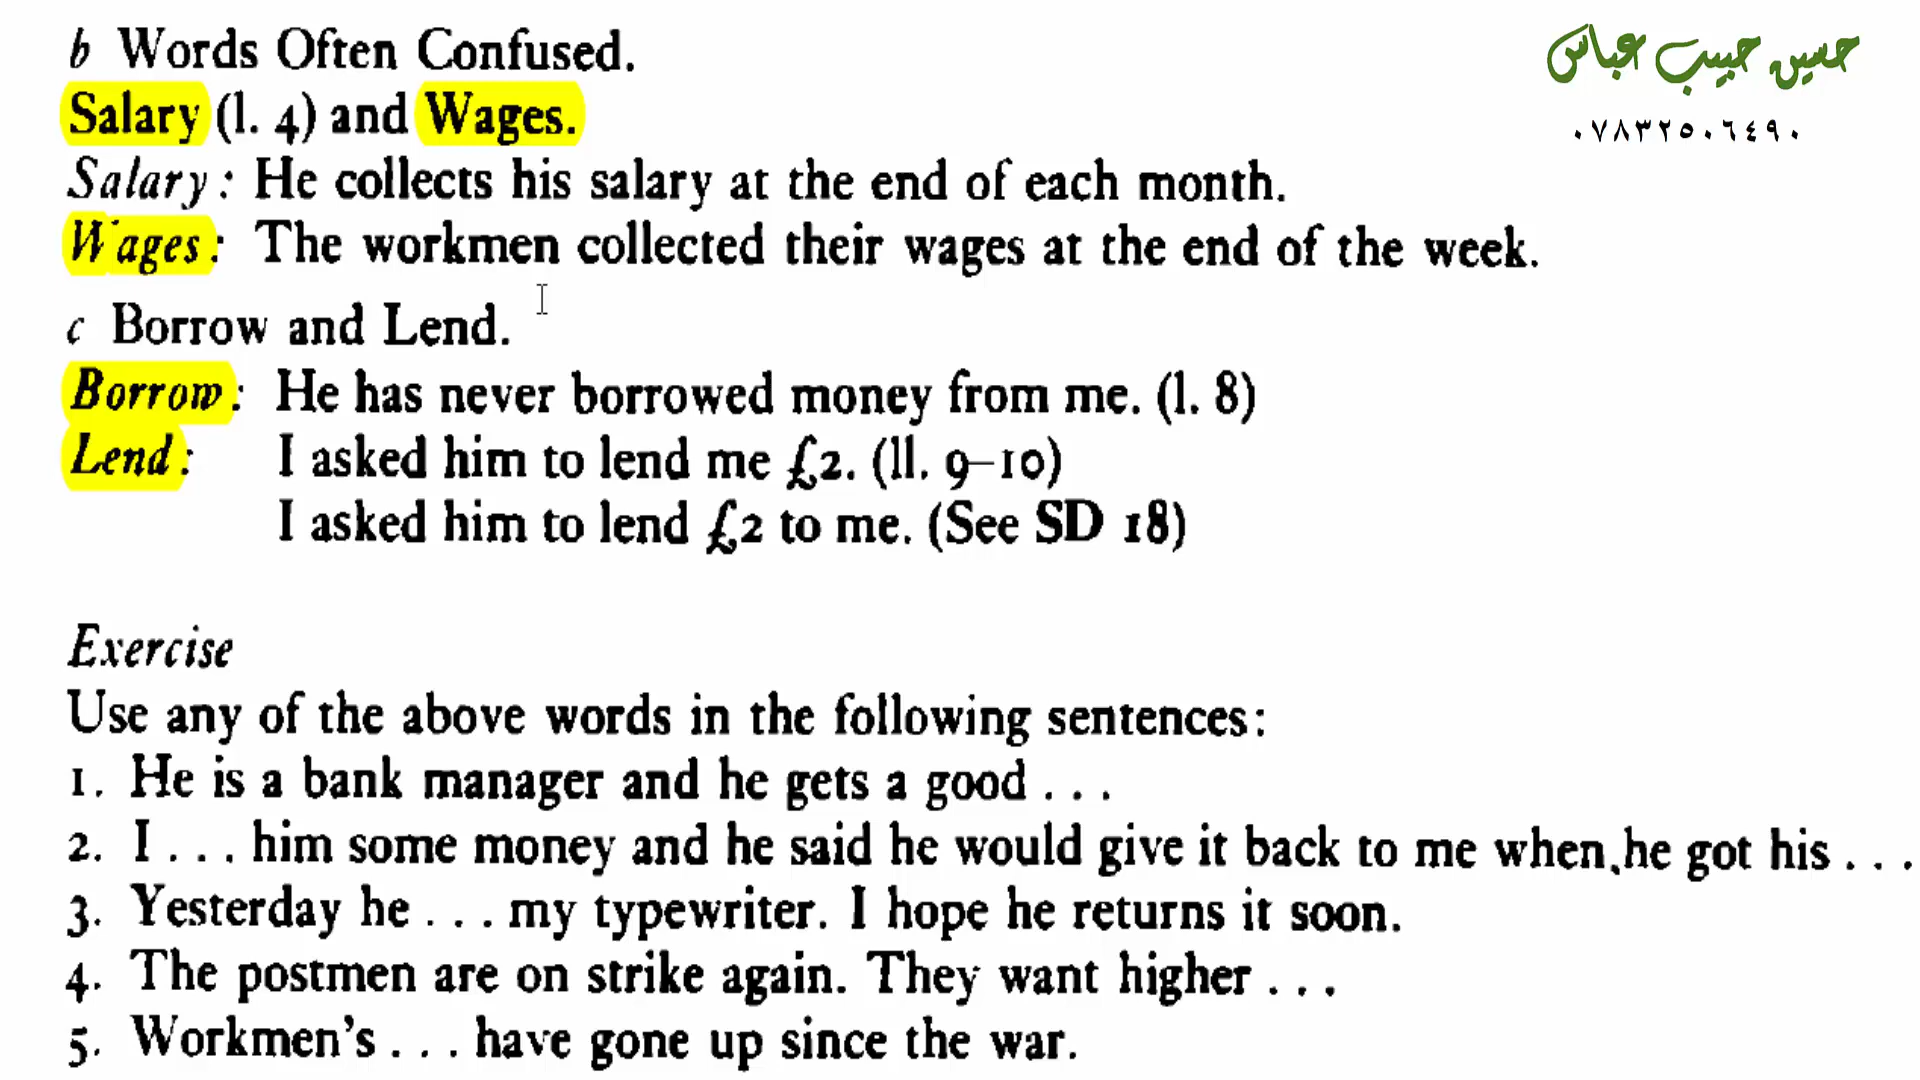 b Words Often Confused.
حسين حبيب عباس
Salary (l. 4) and Wages.
٠٧٨٣٢٥٠٦٤٩٠
Salary: He collects his salary at the end of each month.
Wages: The workmen collected their wages at the end of the week.
c Borrow and Lend.
Borrow: He has never borrowed money from me. (l. 8)
Lend: I asked him to lend me £2. (ll. 9–10)
I asked him to lend £2 to me. (See SD 18)
Exercise
Use any of the above words in the following sentences:
1. He is a bank manager and he gets a good . . .
2. I . . . him some money and he said he would give it back to me when he got his . . .
3. Yesterday he . . . my typewriter. I hope he returns it soon.
4. The postmen are on strike again. They want higher . . .
5. Workmen's . . . have gone up since the war.